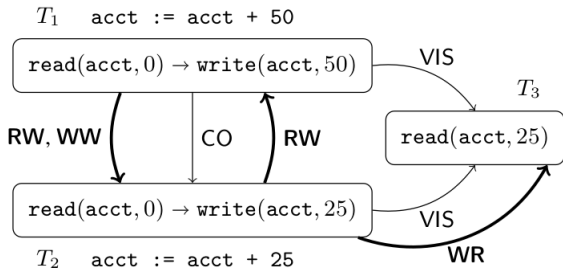 T₁ acct := acct + 50
read(acct, 0) → write(acct, 50)
VIS
T₃
RW, WW
CO
RW
read(acct, 25)
read(acct, 0) → write(acct, 25)
VIS
WR
T₂ acct := acct + 25